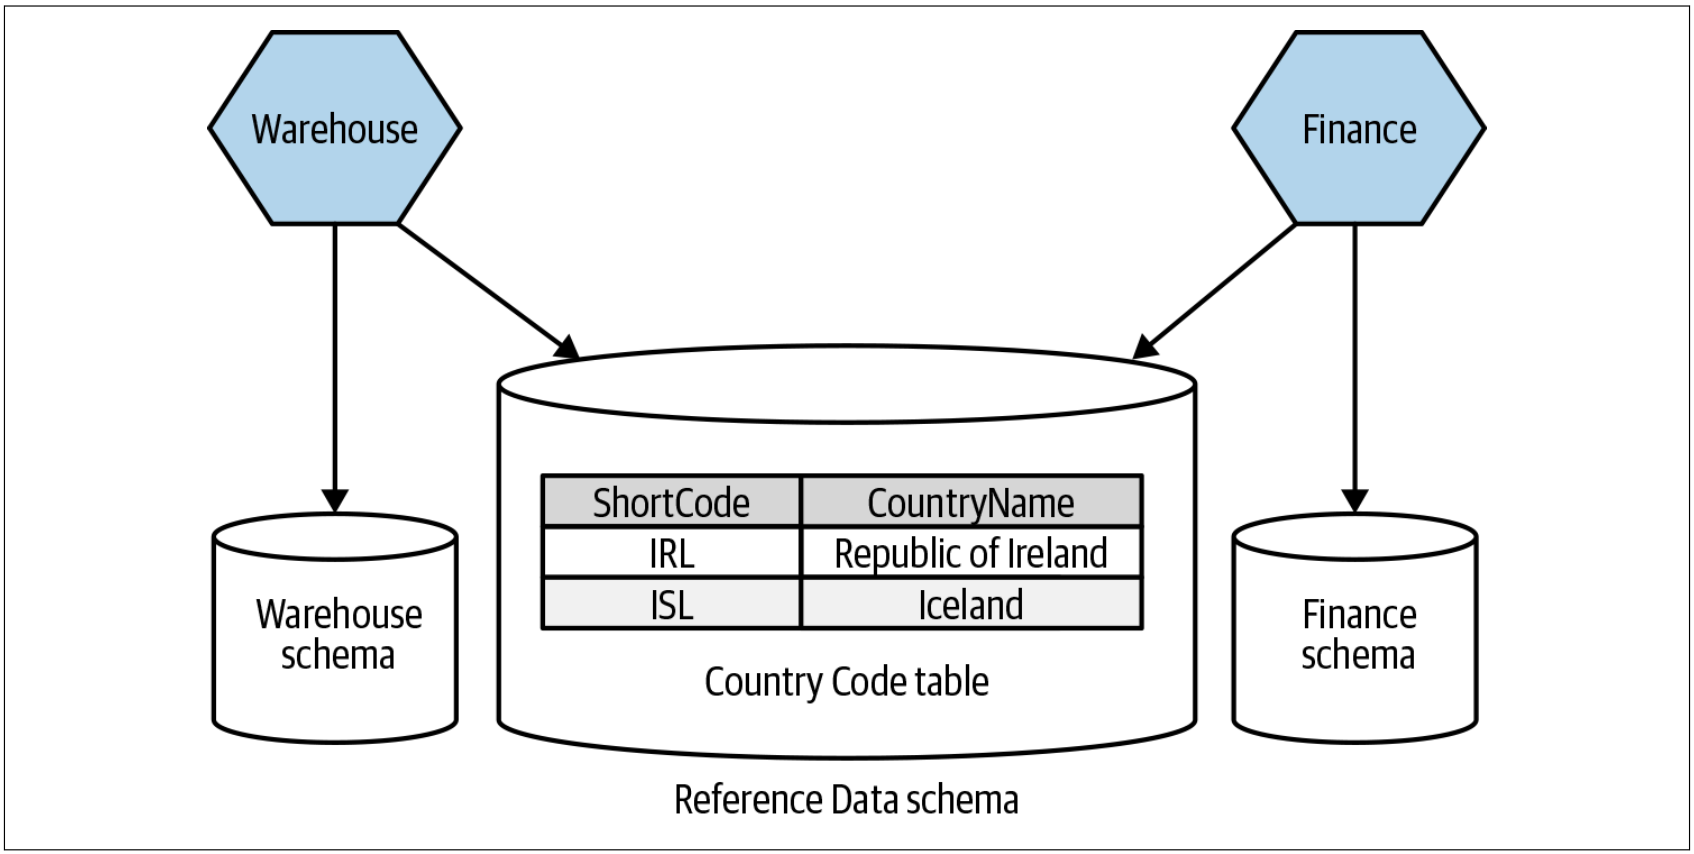 Warehouse
Finance
ShortCode CountryName
IRL Republic of Ireland
ISL Iceland
Country Code table
Warehouse
schema
Finance
schema
Reference Data schema